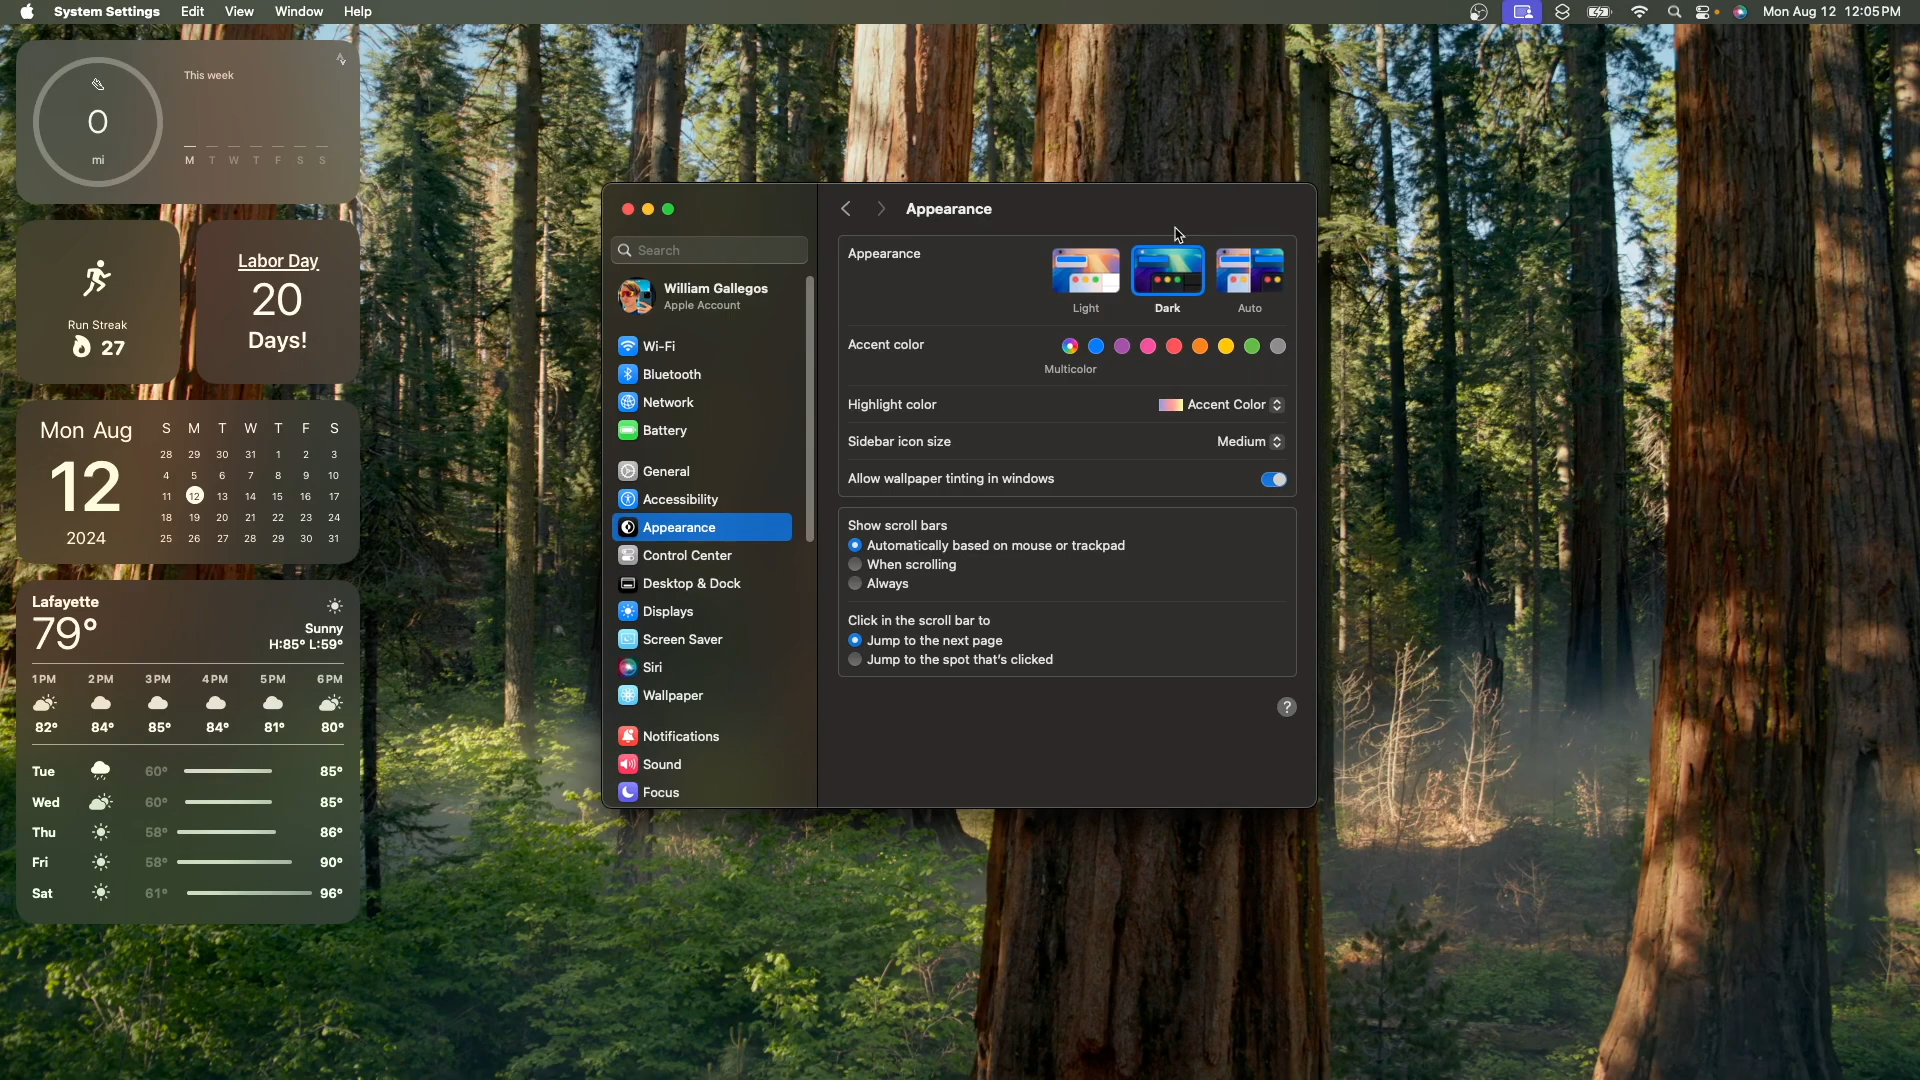 System Settings Edit View Window Help
Mon Aug 12 12:05 PM
This week
0
mi
M T W T F S S
Run Streak
27
Labor Day
20
Days!
Mon Aug
12
2024
S M T W T F S
28 29 30 31 1 2 3
4 5 6 7 8 9 10
11 12 13 14 15 16 17
18 19 20 21 22 23 24
25 26 27 28 29 30 31
Lafayette
79°
Sunny
H:85° L:59°
1PM 2PM 3PM 4PM 5PM 6PM
82° 84° 85° 84° 81° 80°
Tue 60° 85°
Wed 60° 85°
Thu 58° 86°
Fri 58° 90°
Sat 61° 96°
Search
William Gallegos
Apple Account
Wi-Fi
Bluetooth
Network
Battery
General
Accessibility
Appearance
Control Center
Desktop & Dock
Displays
Screen Saver
Siri
Wallpaper
Notifications
Sound
Focus
Appearance
Appearance
Light Dark Auto
Accent color
Multicolor
Highlight color Accent Color
Sidebar icon size Medium
Allow wallpaper tinting in windows
Show scroll bars
Automatically based on mouse or trackpad
When scrolling
Always
Click in the scroll bar to
Jump to the next page
Jump to the spot that's clicked
?